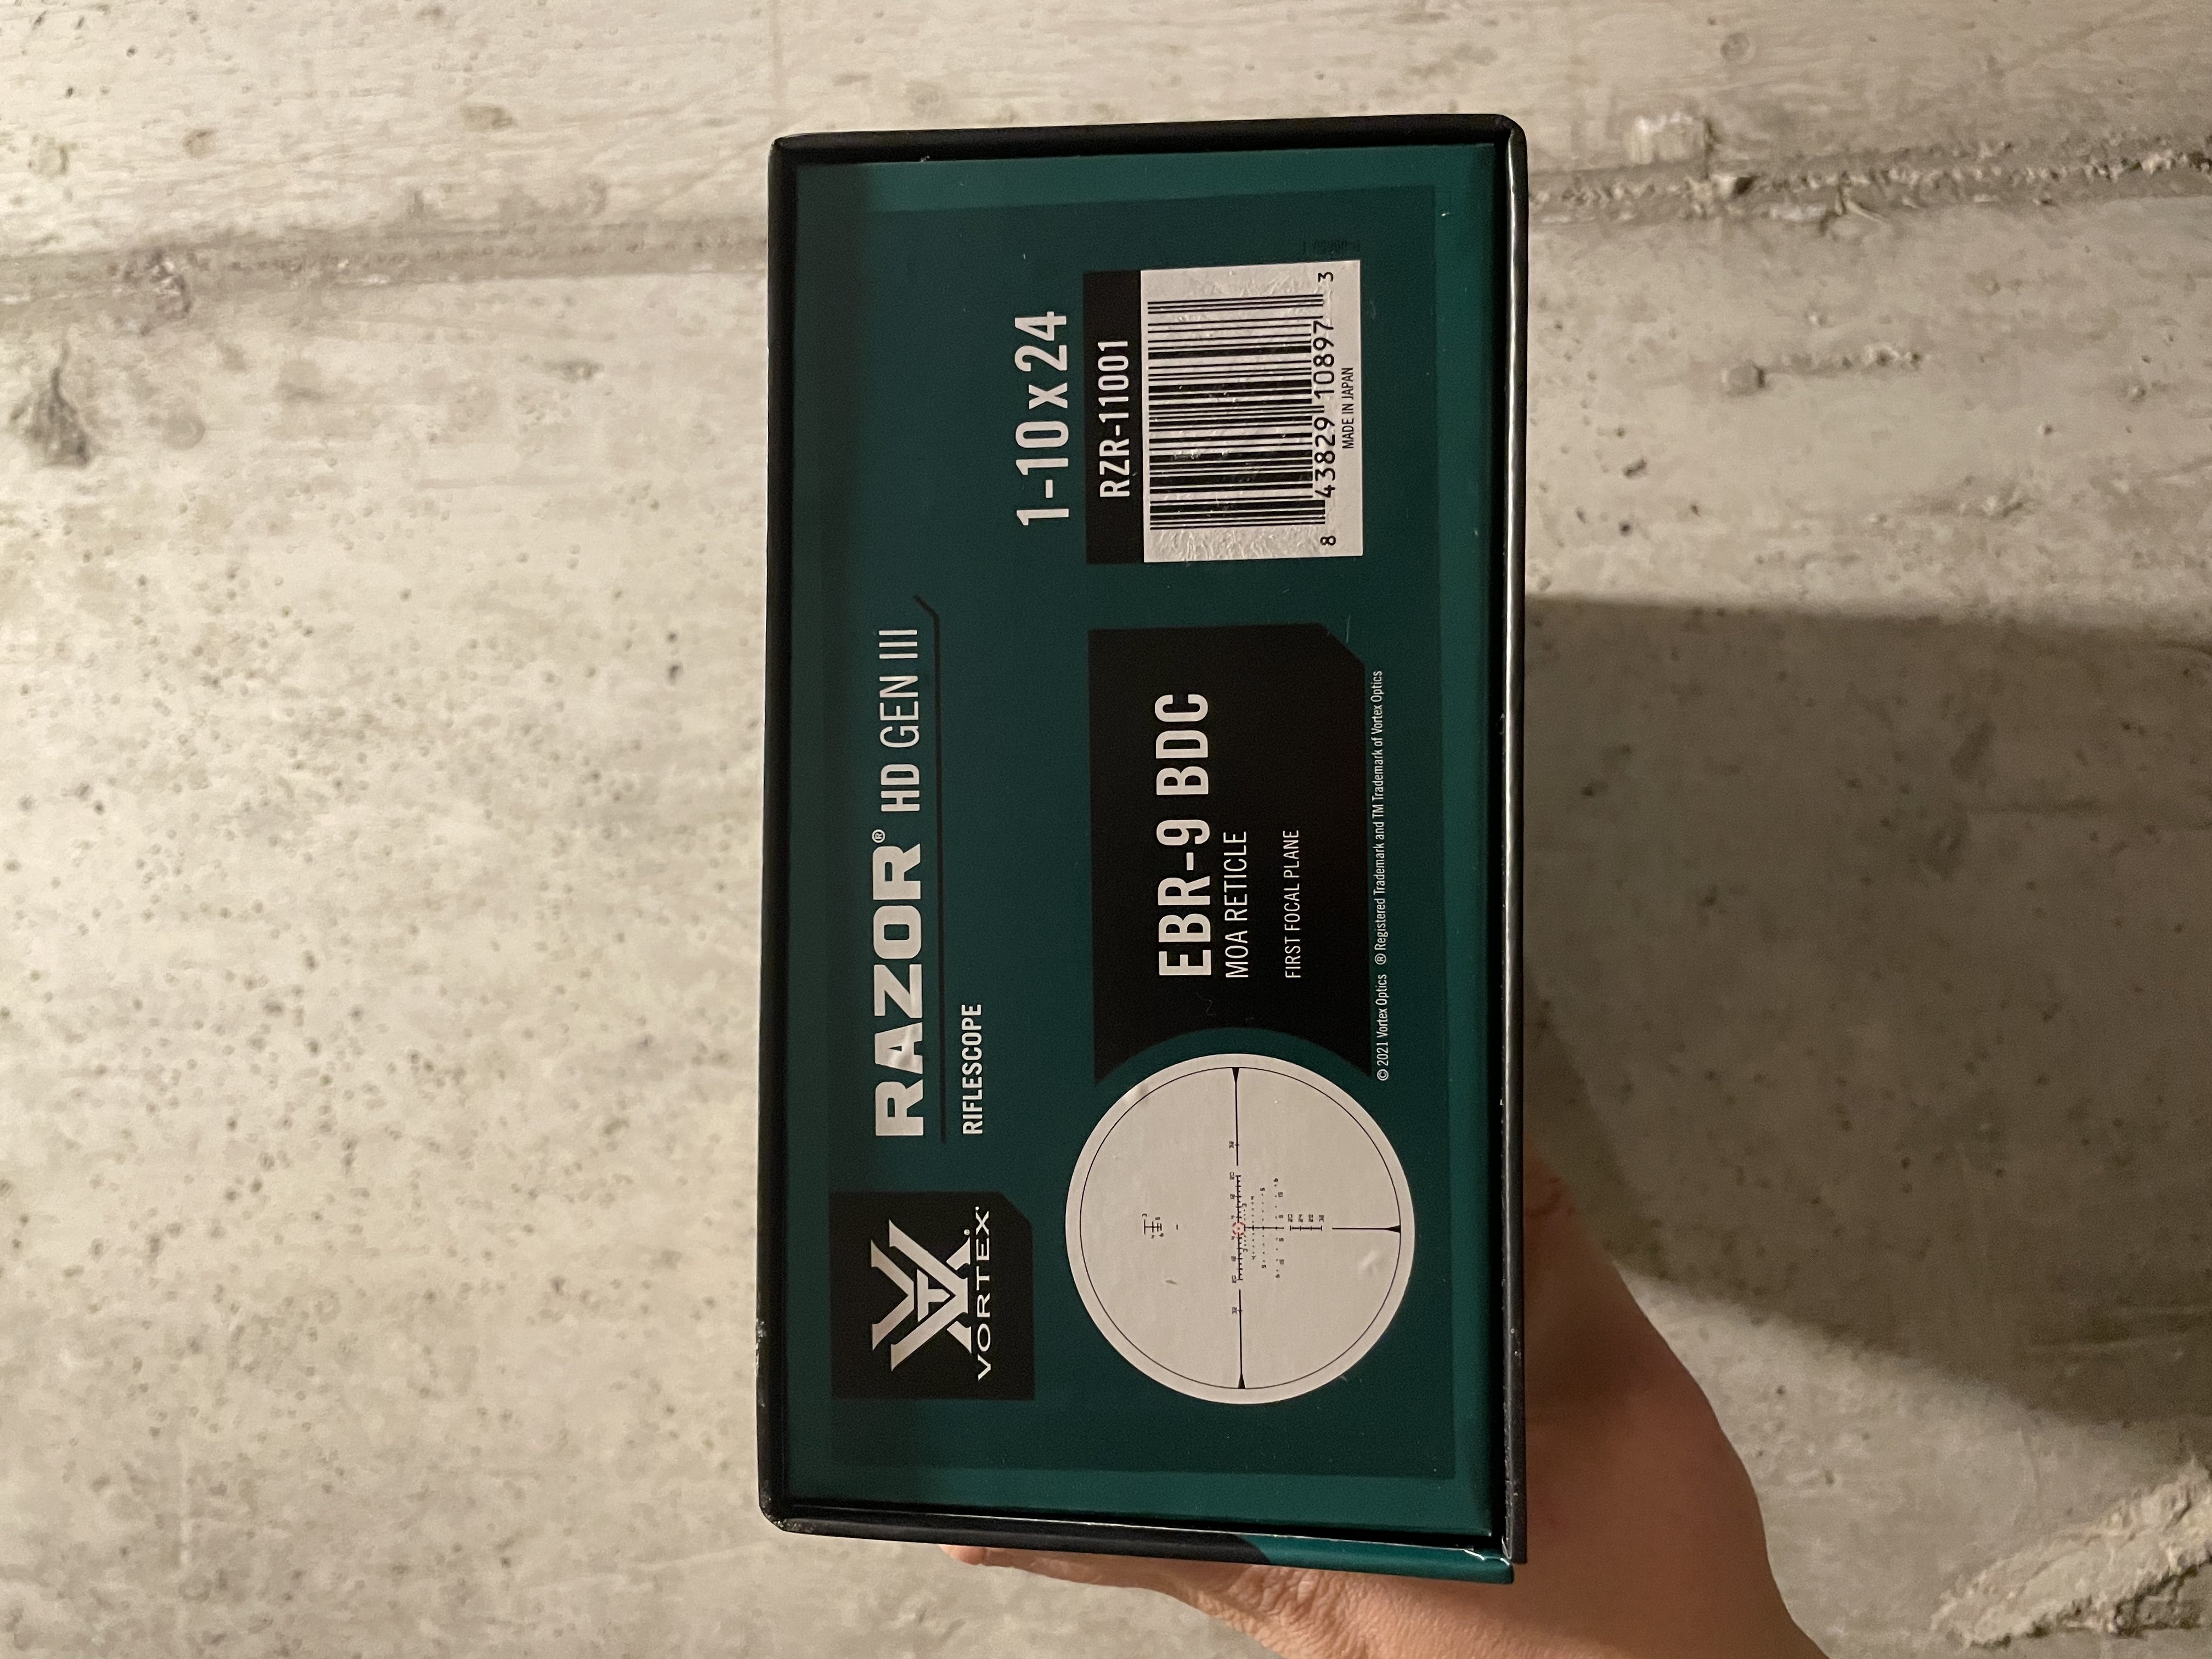 VORTEX
RAZOR® HD GEN III
RIFLESCOPE
1-10x24
RZR-11001
8 43829 10897 3
MADE IN JAPAN
EBR-9 BDC
MOA RETICLE
FIRST FOCAL PLANE
© 2021 Vortex Optics ® Registered Trademark and TM Trademark of Vortex Optics